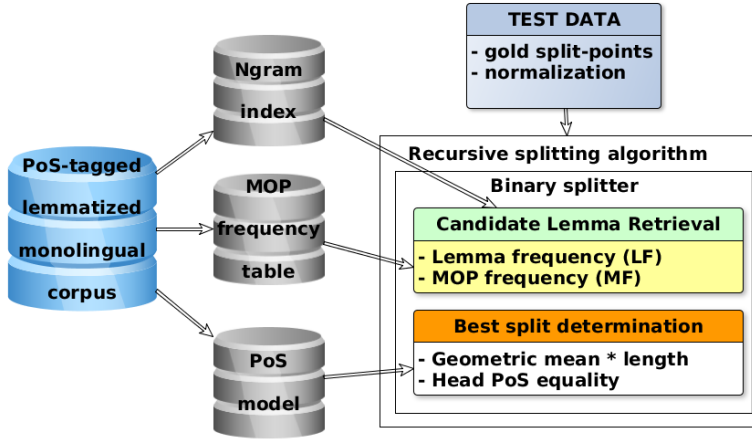 PoS-tagged
lemmatized
monolingual
corpus
Ngram
index
MOP
frequency
table
PoS
model
TEST DATA
- gold split-points
- normalization
Recursive splitting algorithm
Binary splitter
Candidate Lemma Retrieval
- Lemma frequency (LF)
- MOP frequency (MF)
Best split determination
- Geometric mean * length
- Head PoS equality